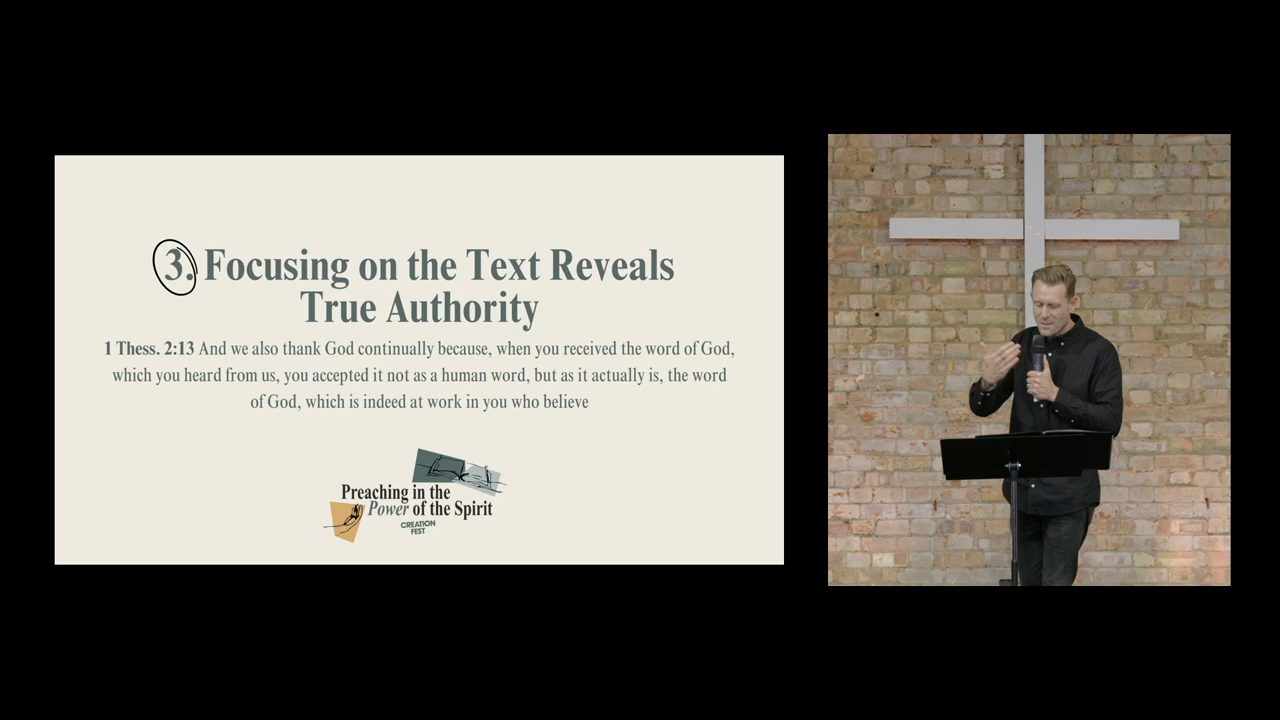 3. Focusing on the Text Reveals
True Authority
1 Thess. 2:13 And we also thank God continually because, when you received the word of God,
which you heard from us, you accepted it not as a human word, but as it actually is, the word
of God, which is indeed at work in you who believe
Preaching in the
Power of the Spirit
CREATION
FEST